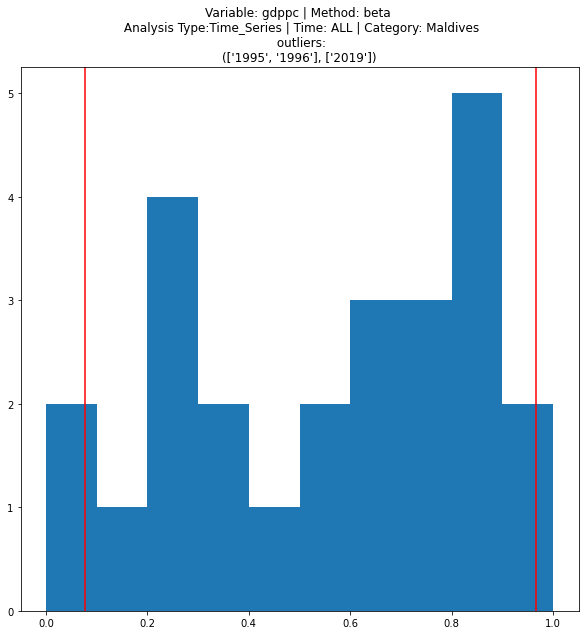 Variable: gdppc | Method: beta
Analysis Type:Time_Series | Time: ALL | Category: Maldives
outliers:
(['1995', '1996'], ['2019'])
5
4
3
2
1
0
0.0 0.2 0.4 0.6 0.8 1.0